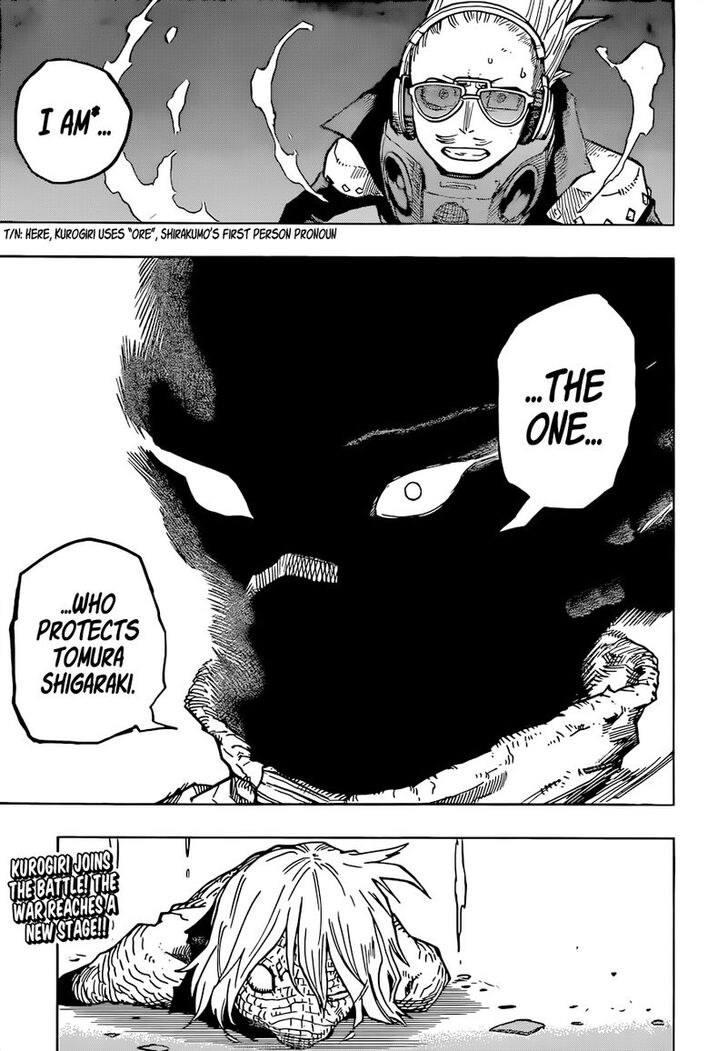 I AM*...
T/N: HERE, KUROGIRI USES "ORE", SHIRAKUMO'S FIRST PERSON PRONOUN
...THE
ONE...
...WHO
PROTECTS
TOMURA
SHIGARAKI.
KUROGIRI JOINS
THE BATTLE! THE
WAR REACHES A
NEW STAGE!!